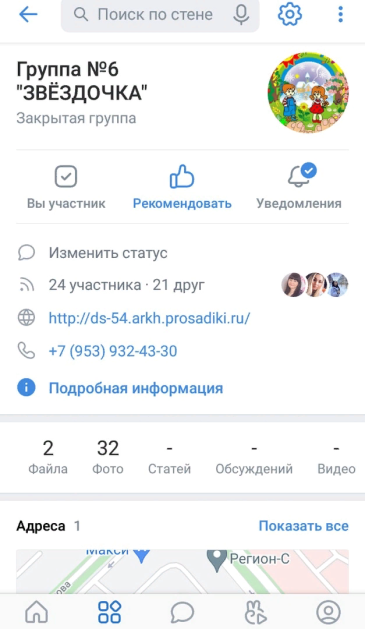 Поиск по стене
Группа №6
"ЗВЁЗДОЧКА"
Закрытая группа
Вы участник
Рекомендовать
Уведомления
Изменить статус
24 участника · 21 друг
http://ds-54.arkh.prosadiki.ru/
+7 (953) 932-43-30
Подробная информация
2 32 - - -
Файла Фото Статей Обсуждений Видео
Адреса 1 Показать все
Макси
Регион-С